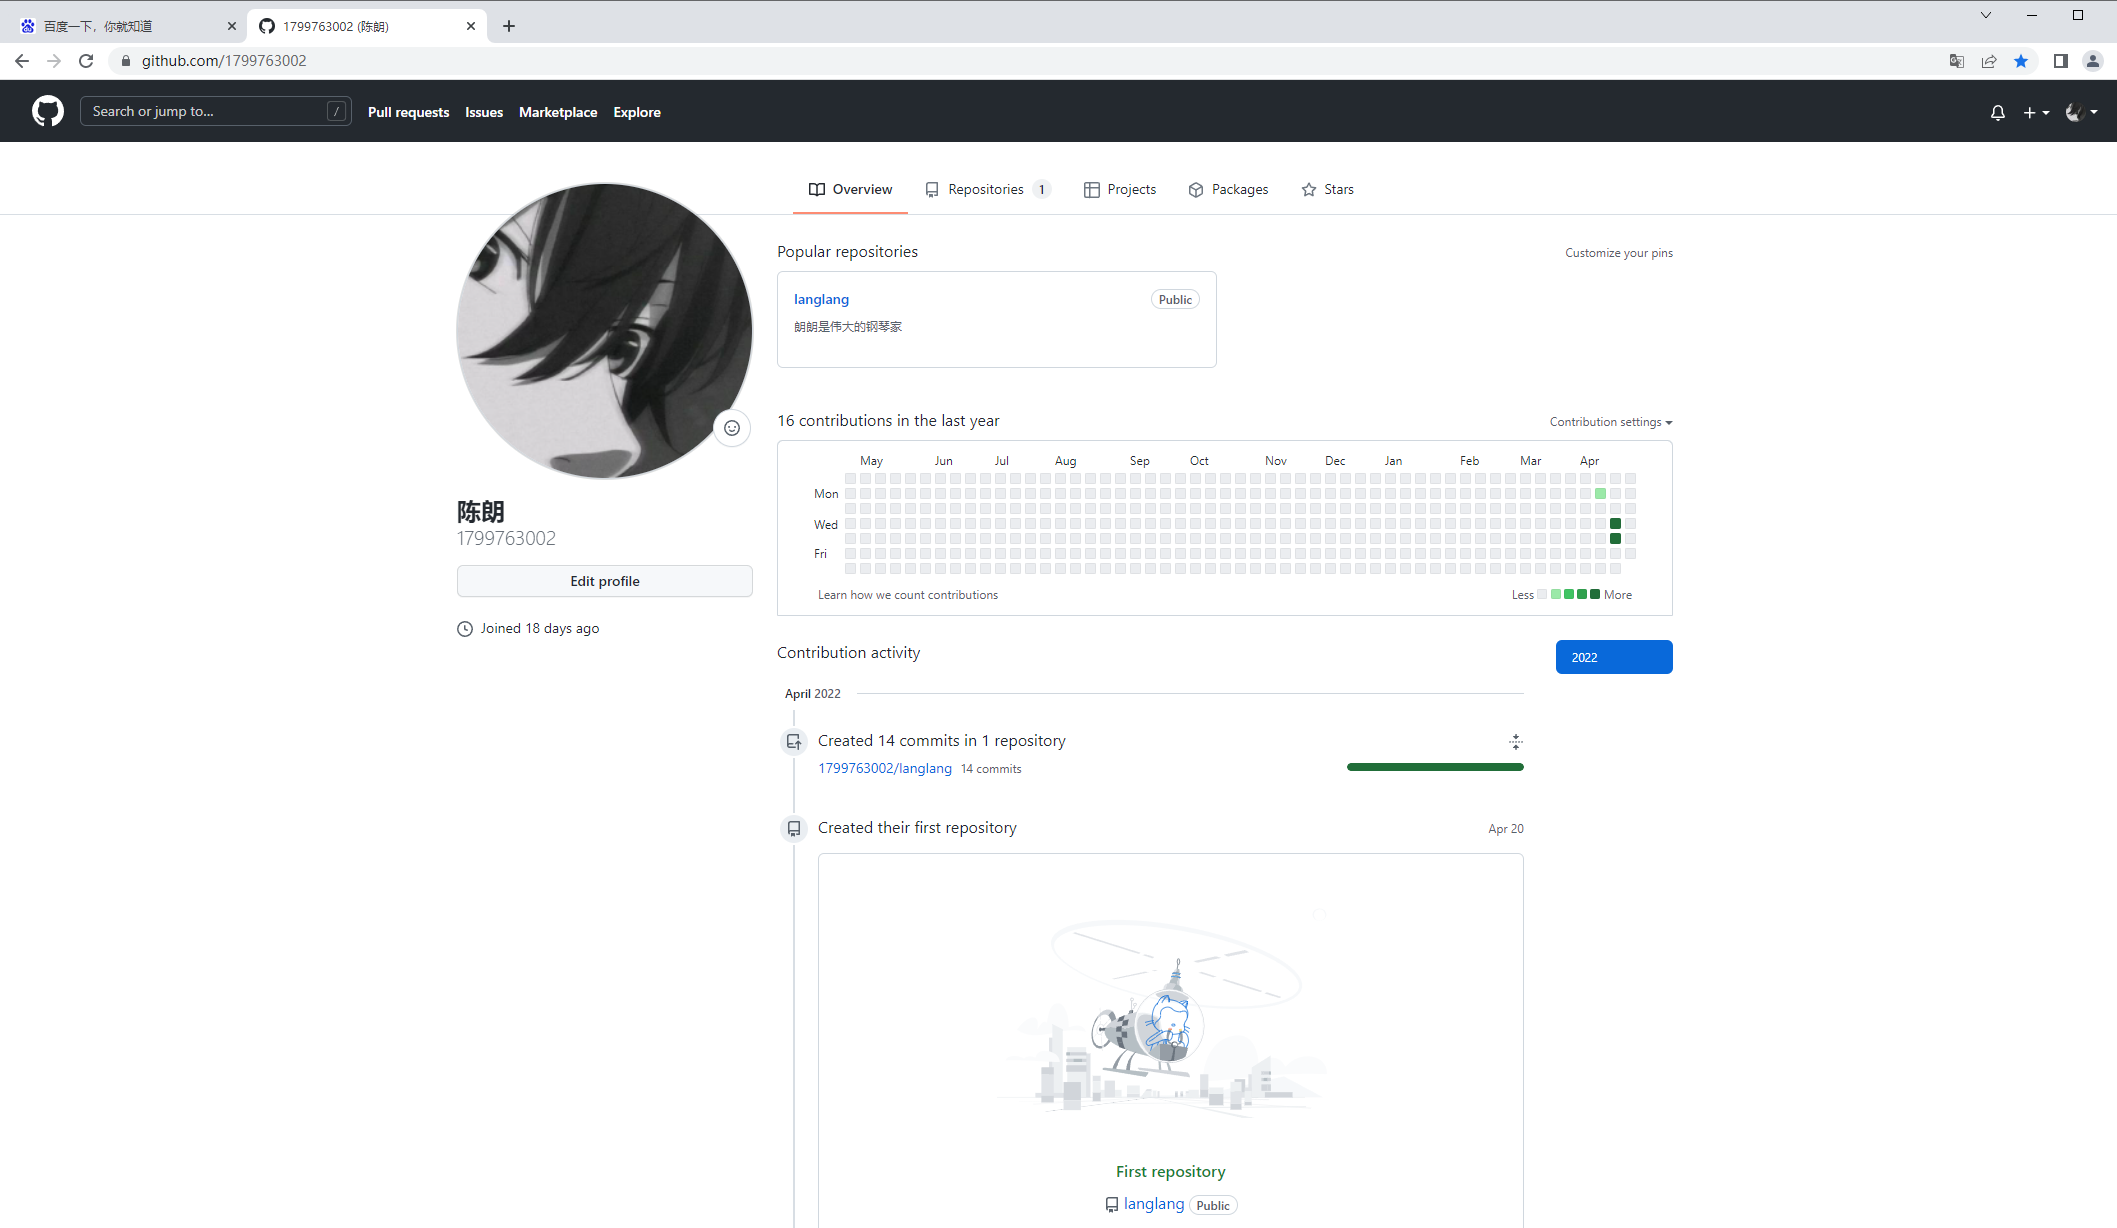 百度一下，你就知道
1799763002 (陈朗)
github.com/1799763002
Search or jump to... /
Pull requests Issues Marketplace Explore
Overview Repositories 1 Projects Packages Stars
Popular repositories
Customize your pins
langlang Public
朗朗是伟大的钢琴家
16 contributions in the last year
Contribution settings
May Jun Jul Aug Sep Oct Nov Dec Jan Feb Mar Apr
Mon
Wed
Fri
Learn how we count contributions
Less More
陈朗
1799763002
Edit profile
Joined 18 days ago
Contribution activity
2022
April 2022
Created 14 commits in 1 repository
1799763002/langlang 14 commits
Created their first repository
Apr 20
First repository
langlang Public